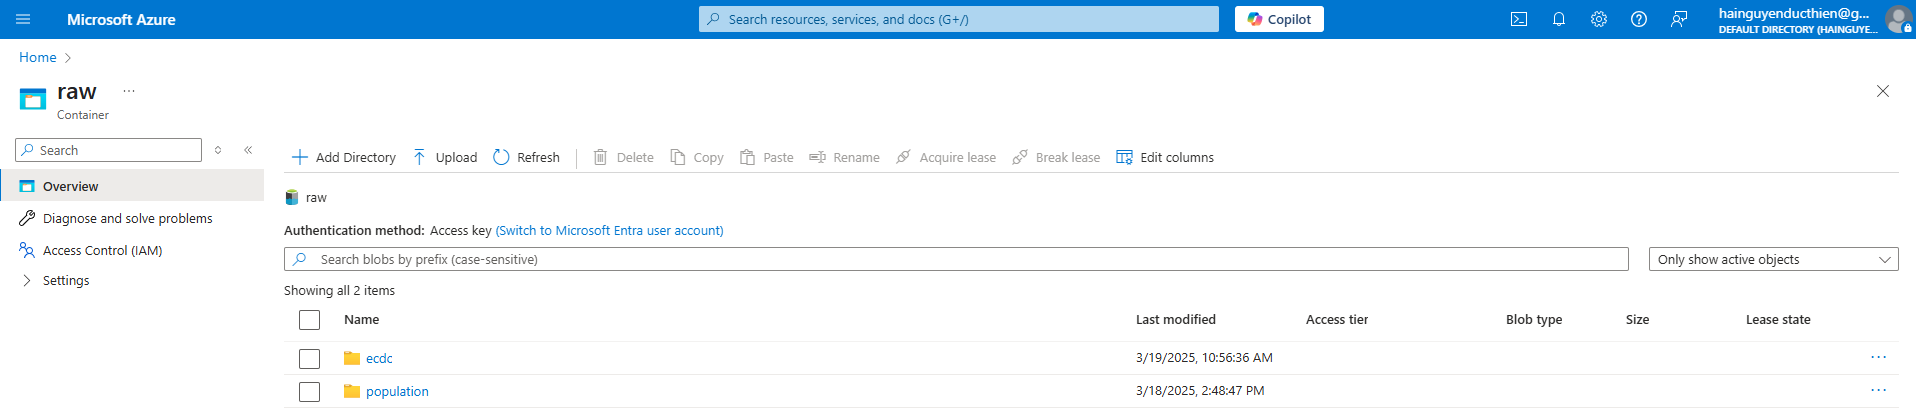 Microsoft Azure
Search resources, services, and docs (G+/)
Copilot
hainguyenducthien@g...
DEFAULT DIRECTORY (HAINGUYE...
Home
raw
...
Container
Search
Add Directory
Upload
Refresh
Delete
Copy
Paste
Rename
Acquire lease
Break lease
Edit columns
Overview
Diagnose and solve problems
Access Control (IAM)
Settings
raw
Authentication method: Access key (Switch to Microsoft Entra user account)
Search blobs by prefix (case-sensitive)
Only show active objects
Showing all 2 items
Name Last modified Access tier Blob type Size Lease state
ecdc 3/19/2025, 10:56:36 AM ...
population 3/18/2025, 2:48:47 PM ...